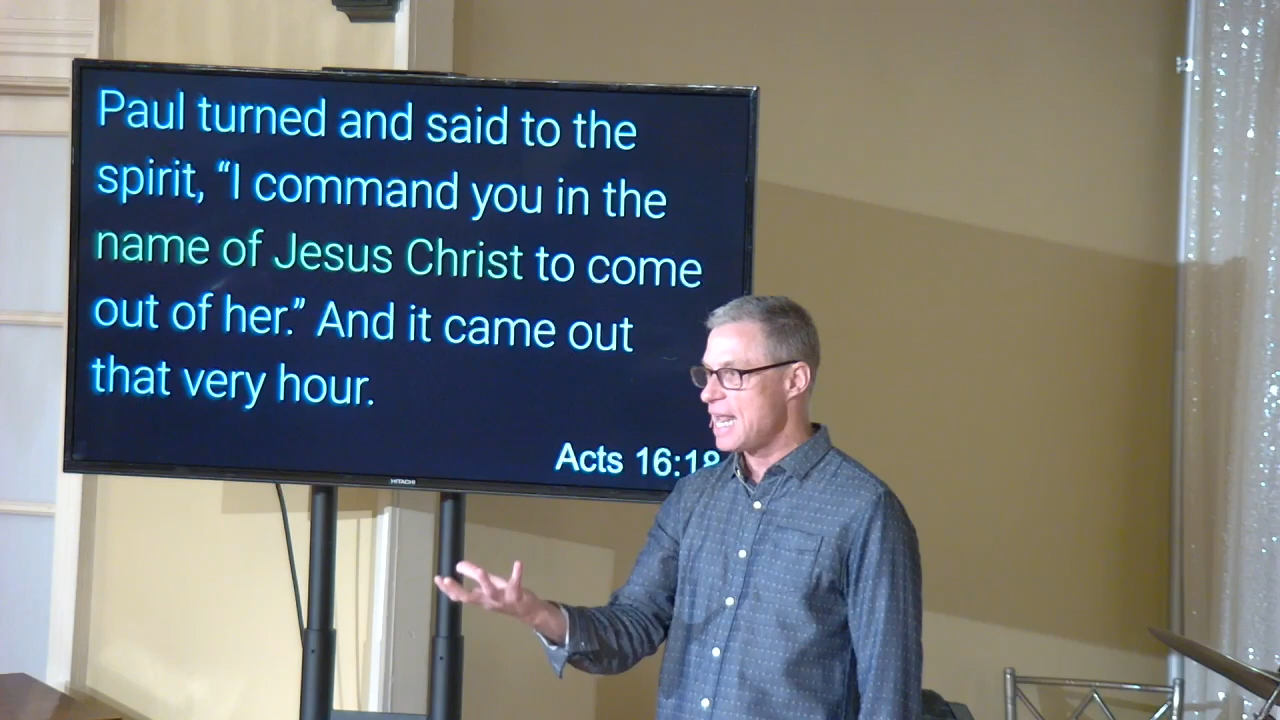 Paul turned and said to the
spirit, “I command you in the
name of Jesus Christ to come
out of her.” And it came out
that very hour.
Acts 16:18
HITACHI